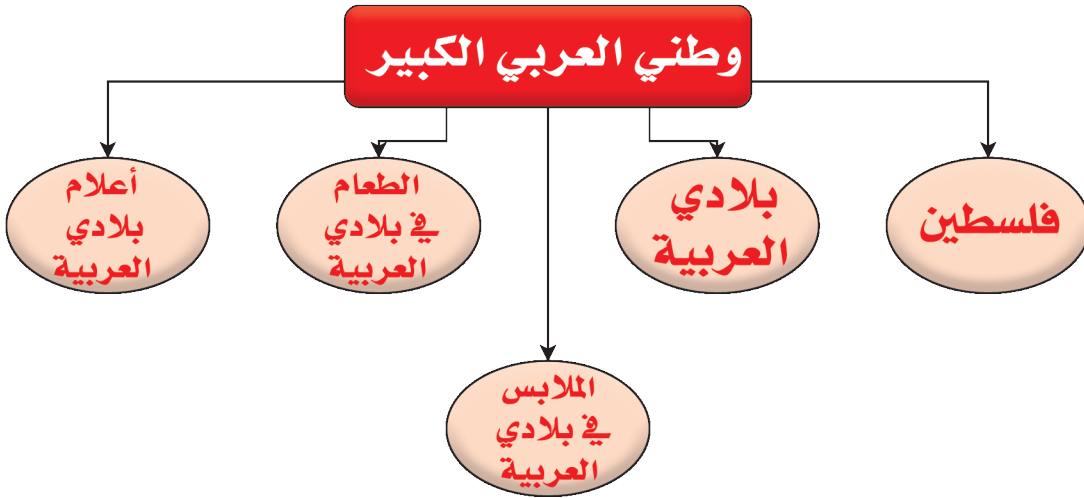 وطني العربي الكبير
فلسطين
بلادي
العربية
الطعام
في بلادي
العربية
أعلام
بلادي
العربية
الملابس
في بلادي
العربية